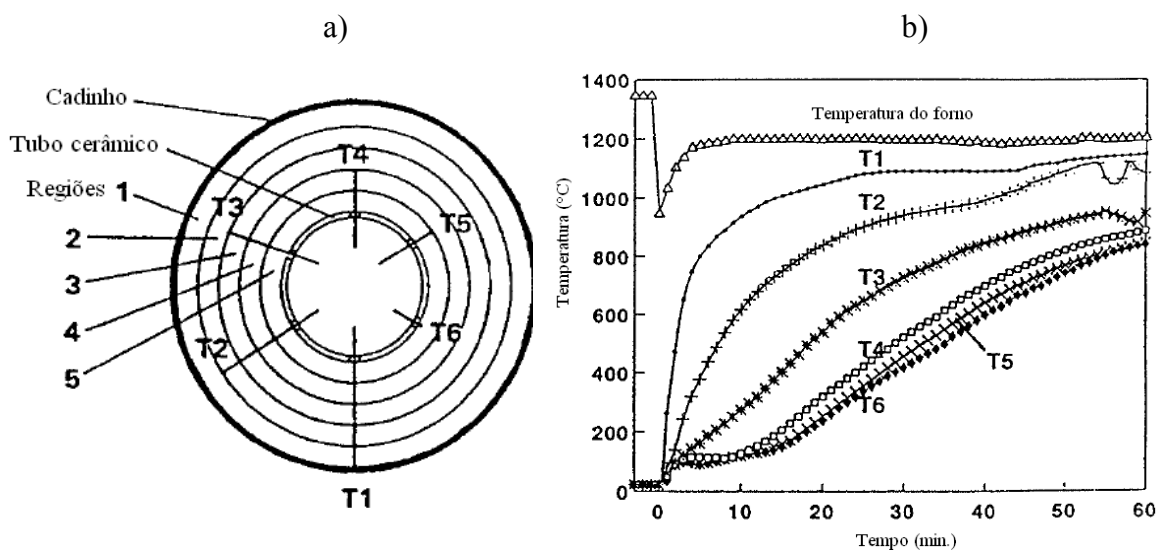 a)
Cadinho
Tubo cerâmico
Regiões 1
2
3
4
5
T4
T3
T5
T2
T6
T1
b)
1400
1200
1000
800
600
400
200
0
Temperatura (°C)
Temperatura do forno
T1
T2
T3
T4
T5
T6
0
10
20
30
40
50
60
Tempo (min.)